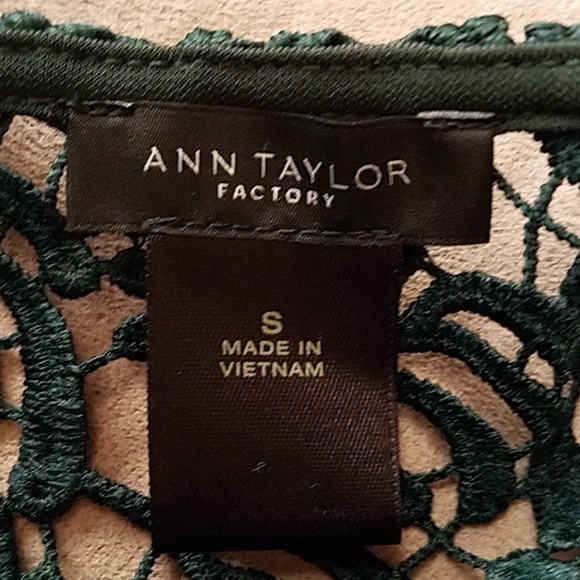 ANN TAYLOR
FACTORY
S
MADE IN
VIETNAM